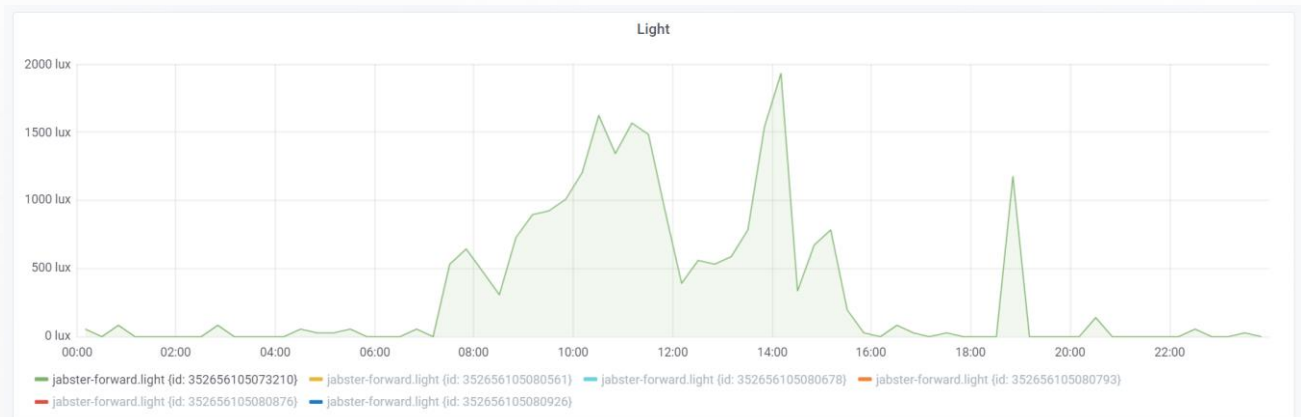 Light
2000 lux
1500 lux
1000 lux
500 lux
0 lux
00:00 02:00 04:00 06:00 08:00 10:00 12:00 14:00 16:00 18:00 20:00 22:00
jabster-forward.light {id: 352656105073210} jabster-forward.light {id: 352656105080561} jabster-forward.light {id: 352656105080678} jabster-forward.light {id: 352656105080793}
jabster-forward.light {id: 352656105080876} jabster-forward.light {id: 352656105080926}